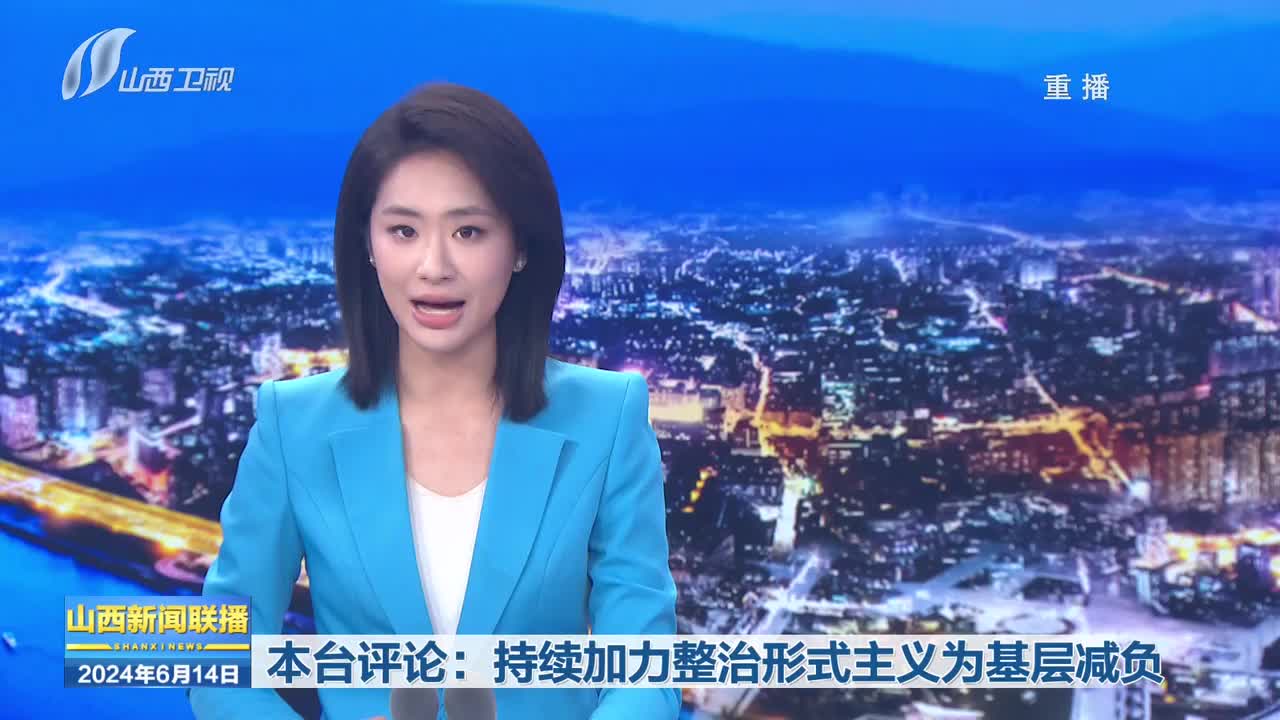 山西卫视
重播
山西新闻联播
SHANXI NEWS
2024年6月14日
本台评论：持续加力整治形式主义为基层减负